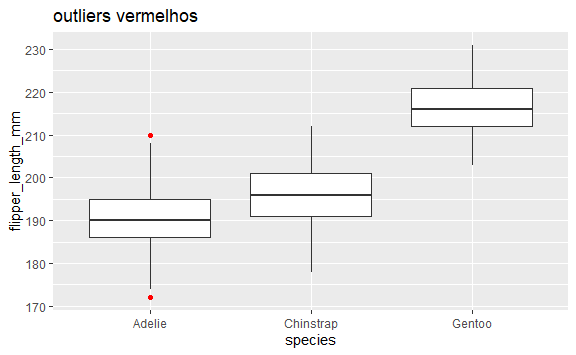 outliers vermelhos
230
220
210
200
190
180
170
flipper_length_mm
Adelie
Chinstrap
Gentoo
species